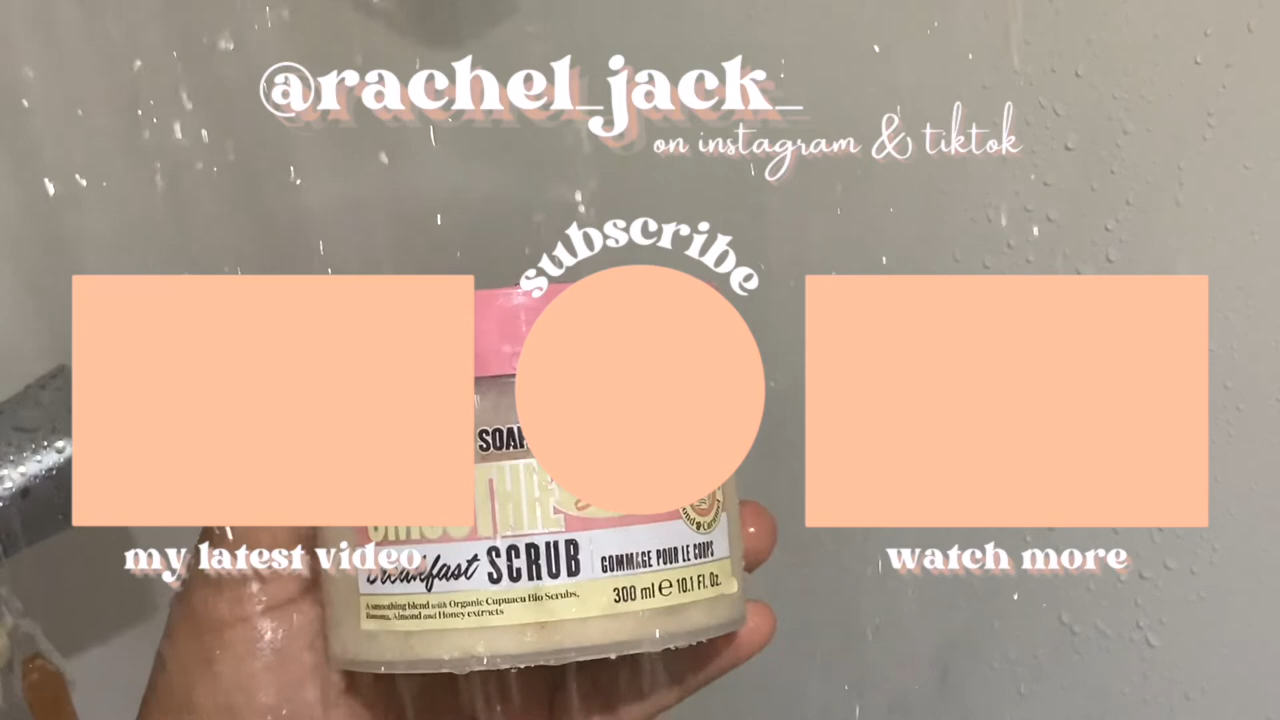 @rachel_jack_
on instagram & tiktok
subscribe
SOAP
SCRUB
GOMMAGE POUR LE CORPS
300 ml e 10.1 Fl. Oz.
A smoothing blend with Organic Cupuacu Bio Scrubs,
Banana, Almond and Honey extracts
my latest video
watch more